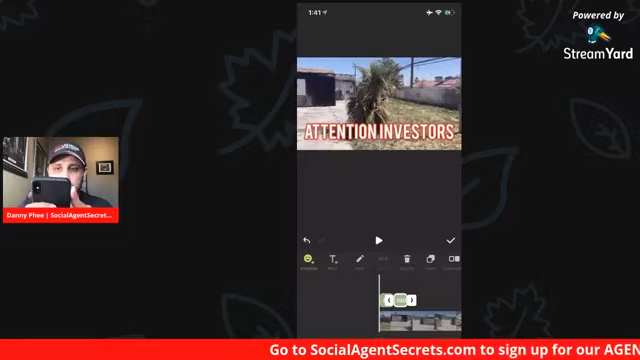 1:41
Powered by
StreamYard
ATTENTION INVESTORS
Danny Phee | SocialAgentSecret...
Go to SocialAgentSecrets.com to sign up for our AGEN